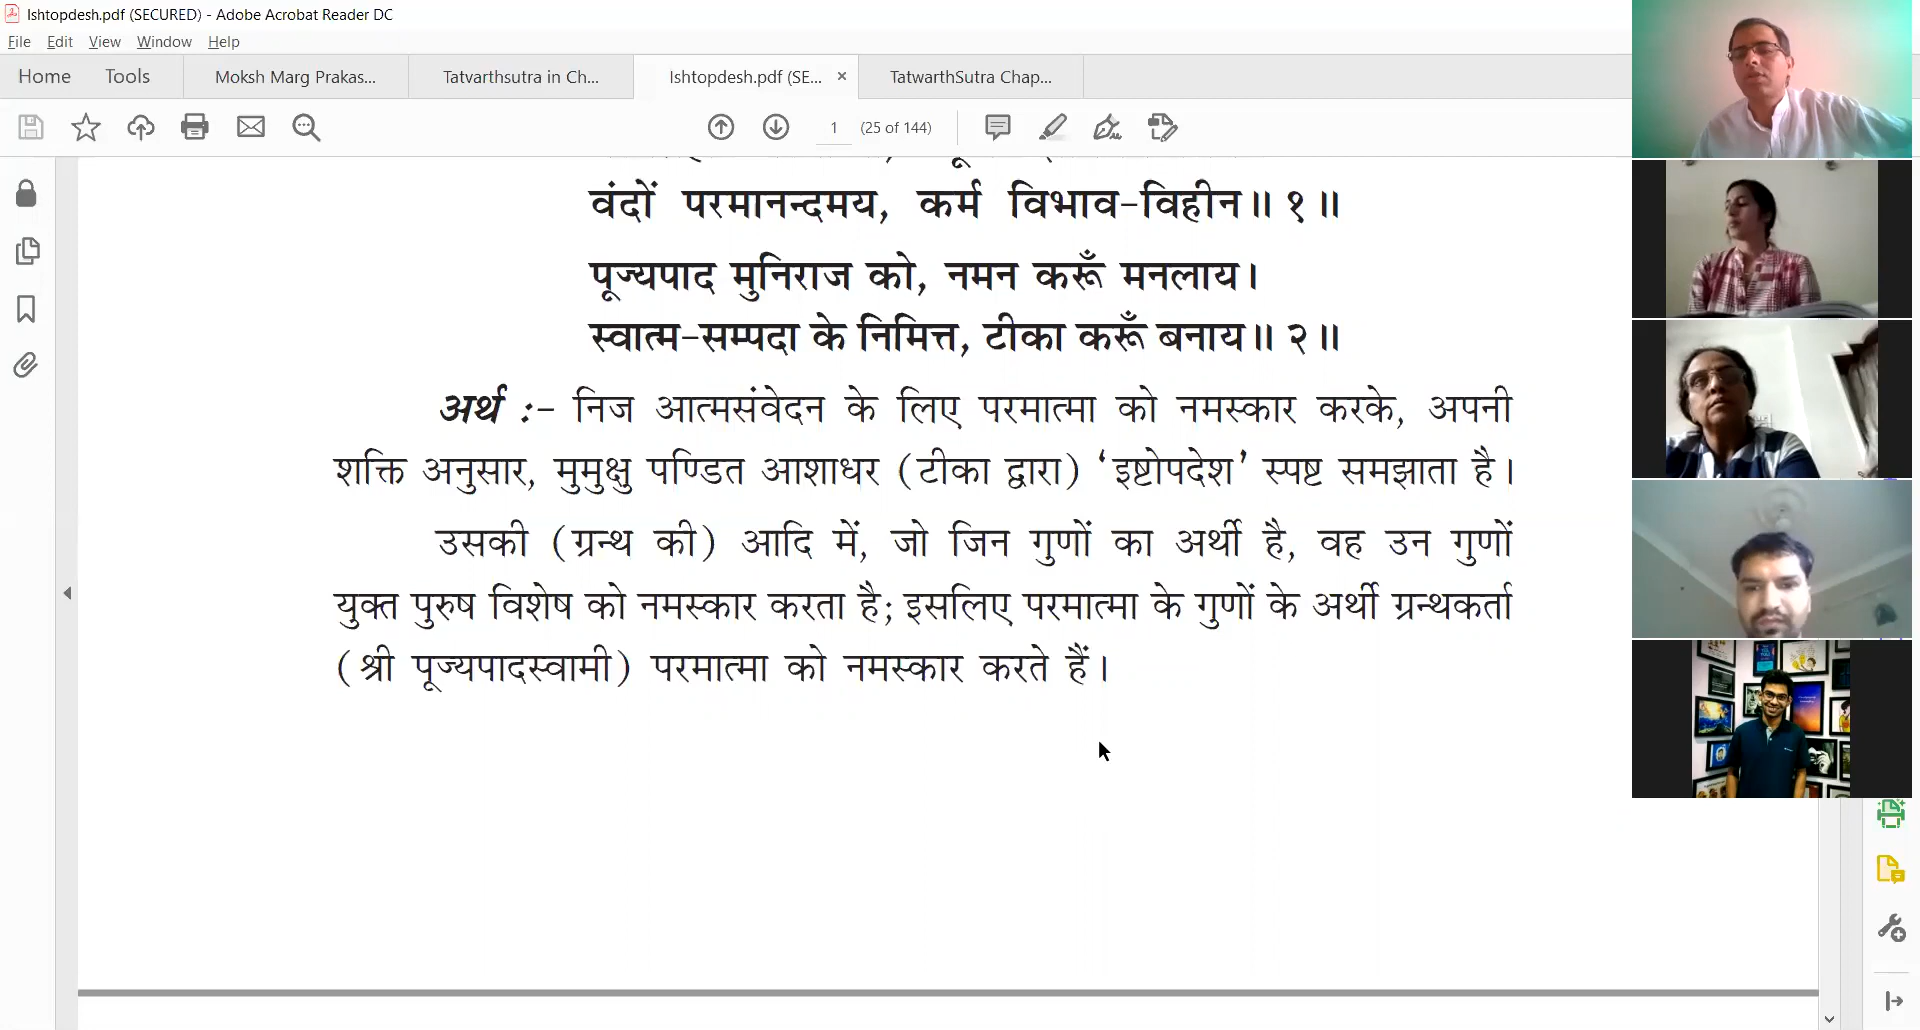 Ishtopdesh.pdf (SECURED) - Adobe Acrobat Reader DC
File Edit View Window Help
Home Tools Moksh Marg Prakas... Tatvarthsutra in Ch... Ishtopdesh.pdf (SE... × TatwarthSutra Chap...
1 (25 of 144)
वंदों परमानन्दमय, कर्म विभाव-विहीन॥ १॥
पूज्यपाद मुनिराज को, नमन करूँ मनलाय।
स्वात्म-सम्पदा के निमित्त, टीका करूँ बनाय॥ २॥
अर्थ :- निज आत्मसंवेदन के लिए परमात्मा को नमस्कार करके, अपनी
शक्ति अनुसार, मुमुक्षु पण्डित आशाधर (टीका द्वारा) ‘इष्टोपदेश’ स्पष्ट समझाता है।
उसकी (ग्रन्थ की) आदि में, जो जिन गुणों का अर्थी है, वह उन गुणों
युक्त पुरुष विशेष को नमस्कार करता है; इसलिए परमात्मा के गुणों के अर्थी ग्रन्थकर्ता
(श्री पूज्यपादस्वामी) परमात्मा को नमस्कार करते हैं।